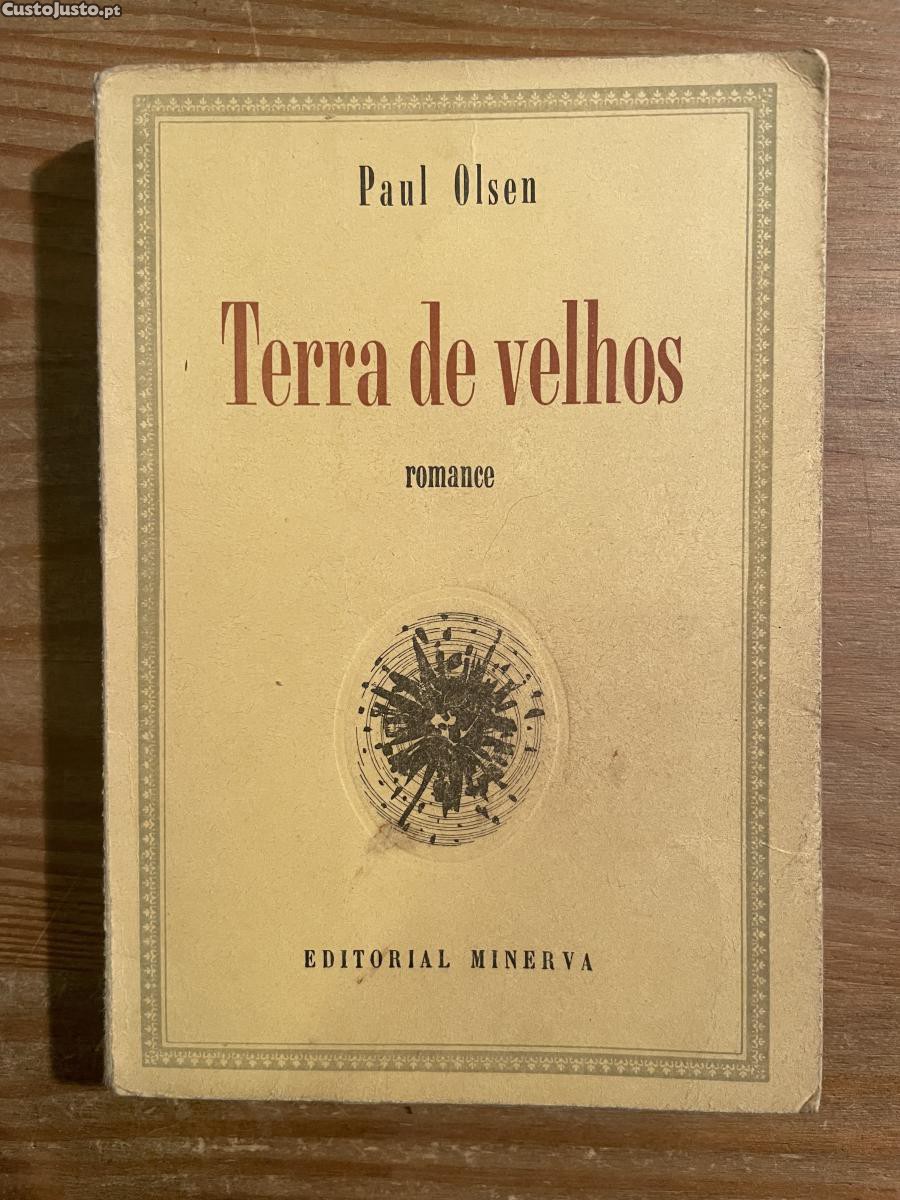 CustoJusto.pt
Paul Olsen
Terra de velhos
romance
EDITORIAL MINERVA